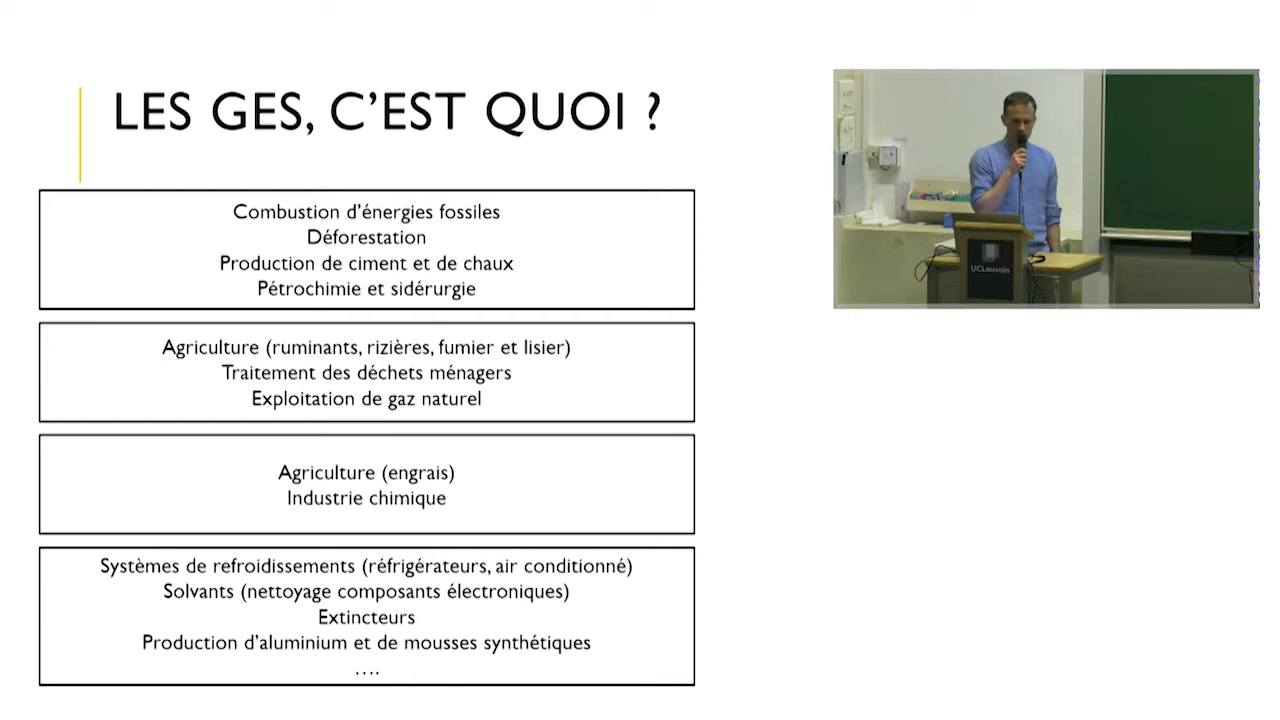 LES GES, C’EST QUOI ?
Combustion d’énergies fossiles
Déforestation
Production de ciment et de chaux
Pétrochimie et sidérurgie
Agriculture (ruminants, rizières, fumier et lisier)
Traitement des déchets ménagers
Exploitation de gaz naturel
Agriculture (engrais)
Industrie chimique
Systèmes de refroidissements (réfrigérateurs, air conditionné)
Solvants (nettoyage composants électroniques)
Extincteurs
Production d’aluminium et de mousses synthétiques
....
UCLouvain